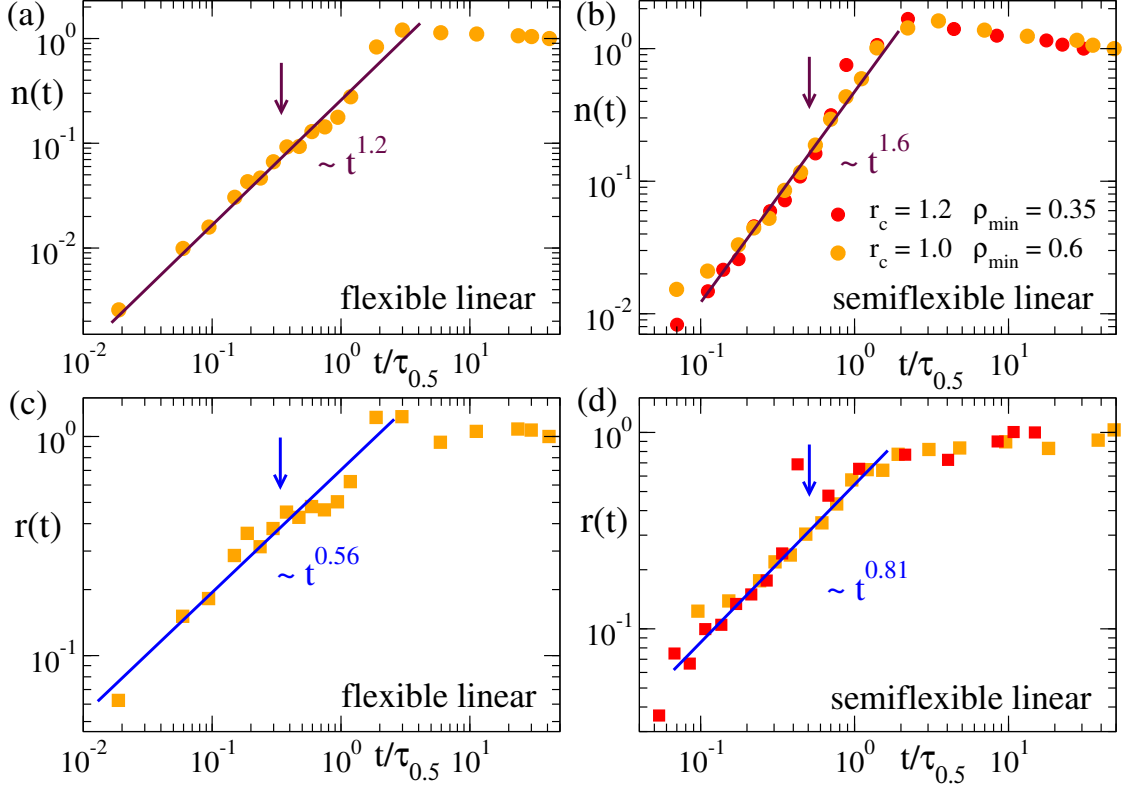 (a)
n(t)
10^0
10^-1
10^-2
~ t^1.2
flexible linear
10^-2 10^-1 10^0 10^1
t/τ_0.5
(b)
n(t)
10^0
10^-1
10^-2
~ t^1.6
r_c = 1.2 ρ_min = 0.35
r_c = 1.0 ρ_min = 0.6
semiflexible linear
10^-1 10^0 10^1
t/τ_0.5
(c)
r(t)
10^0
10^-1
~ t^0.56
flexible linear
10^-2 10^-1 10^0 10^1
t/τ_0.5
(d)
r(t)
10^0
10^-1
~ t^0.81
semiflexible linear
10^-1 10^0 10^1
t/τ_0.5